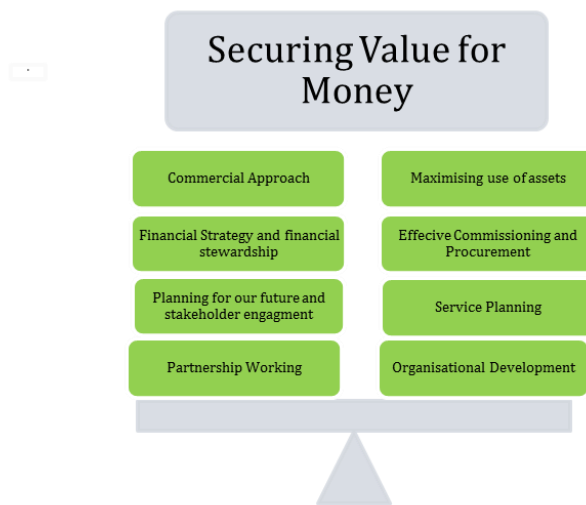 Securing Value for
Money
Commercial Approach
Maximising use of assets
Financial Strategy and financial
stewardship
Effecive Commissioning and
Procurement
Planning for our future and
stakeholder engagment
Service Planning
Partnership Working
Organisational Development